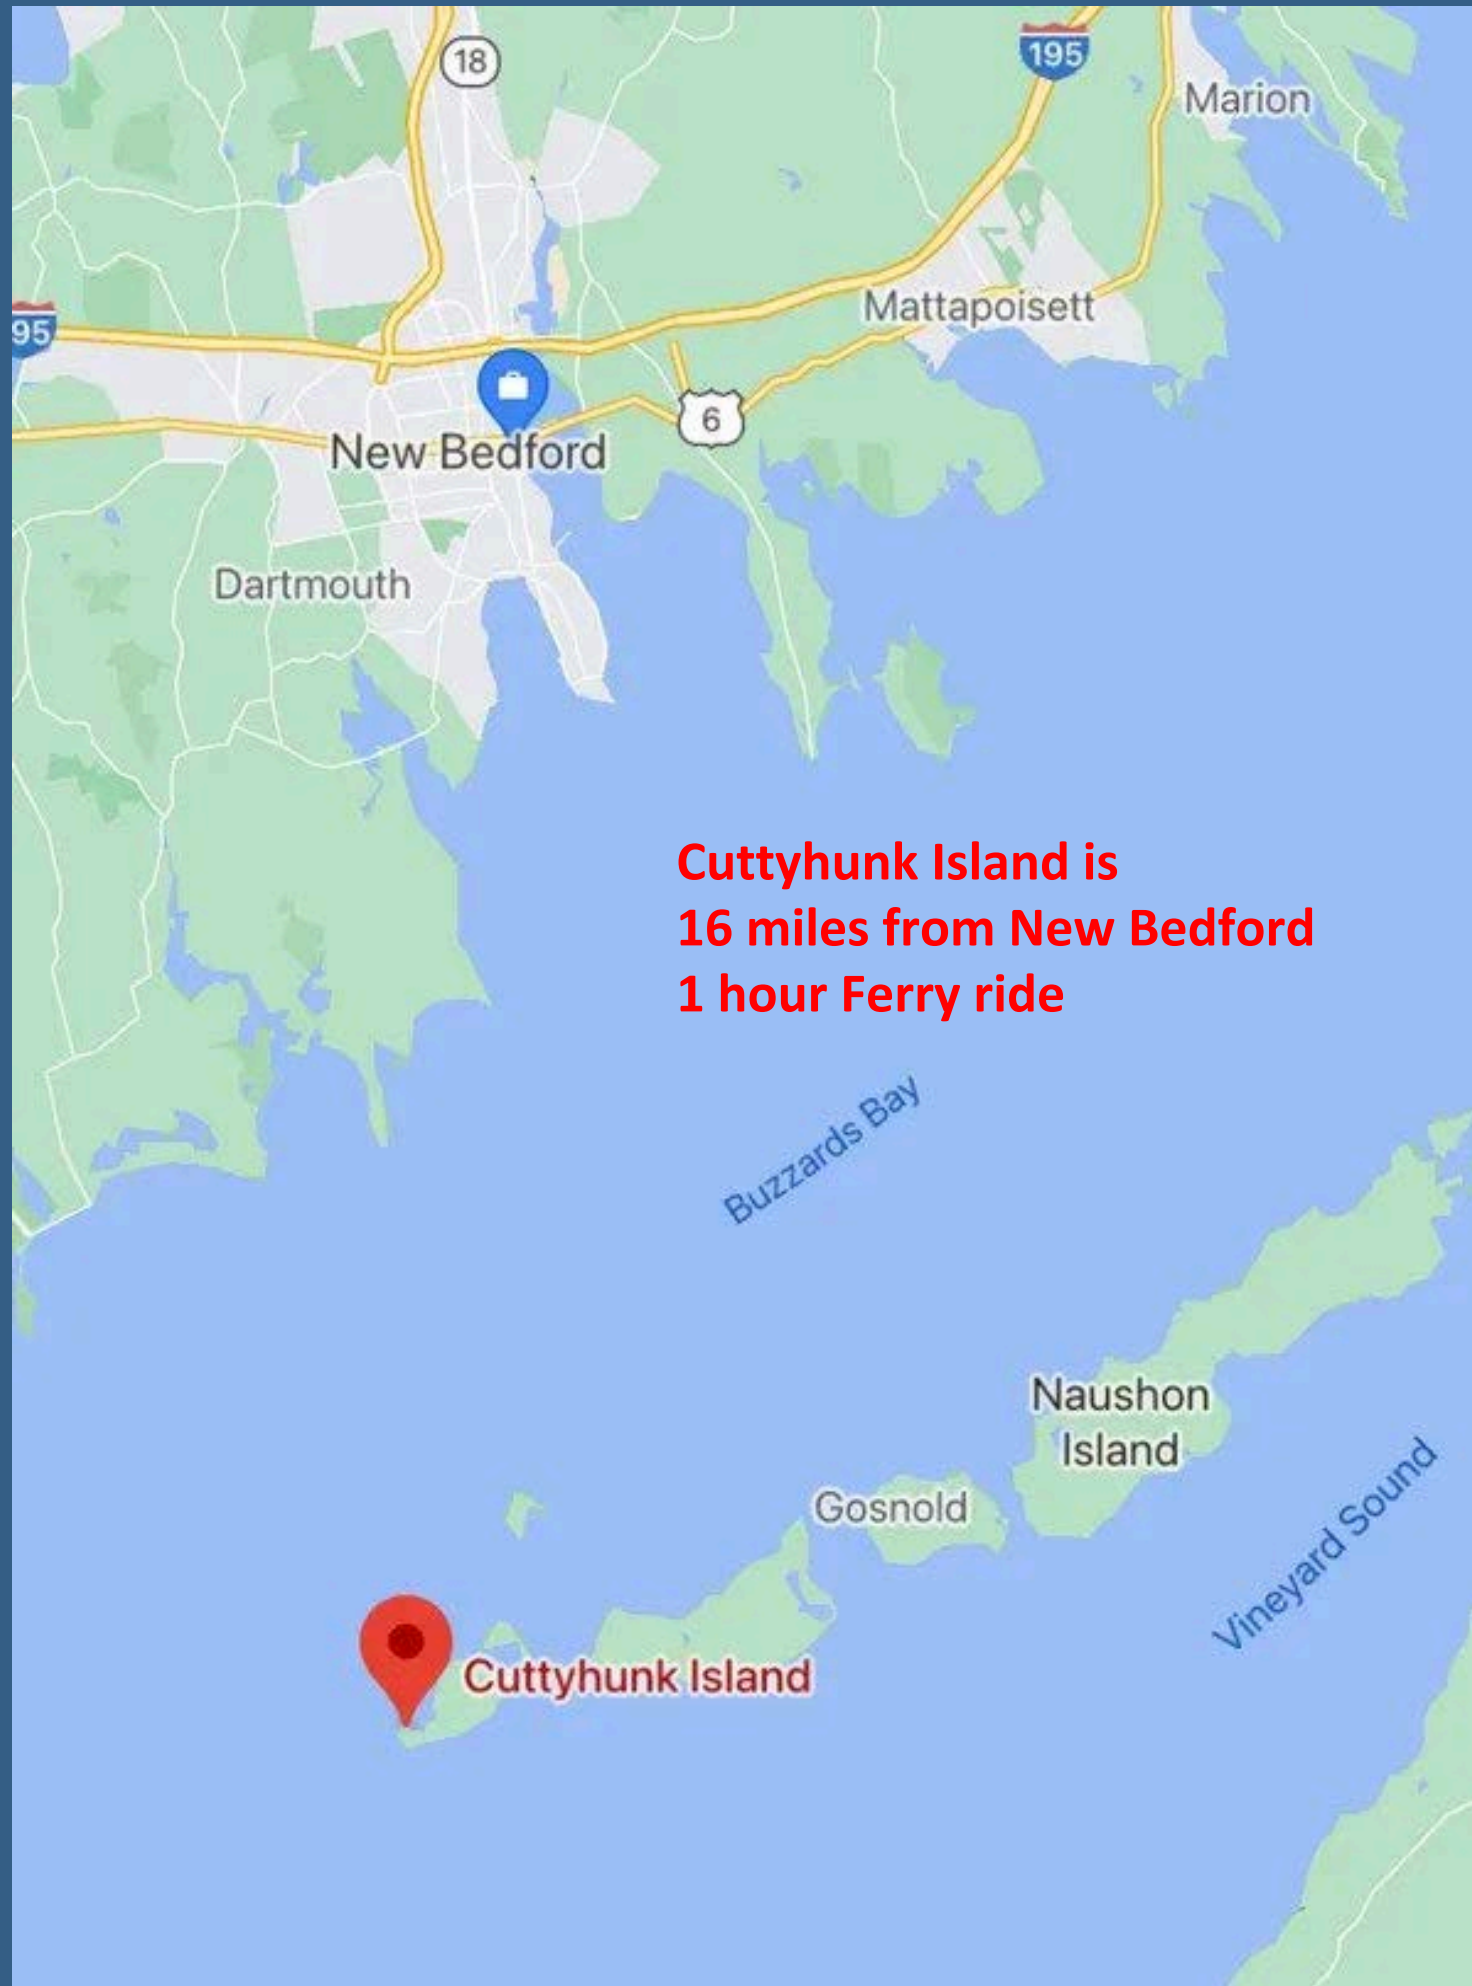 18
195
Marion
Mattapoisett
95
6
New Bedford
Dartmouth
Cuttyhunk Island is
16 miles from New Bedford
1 hour Ferry ride
Buzzards Bay
Naushon
Island
Gosnold
Vineyard Sound
Cuttyhunk Island